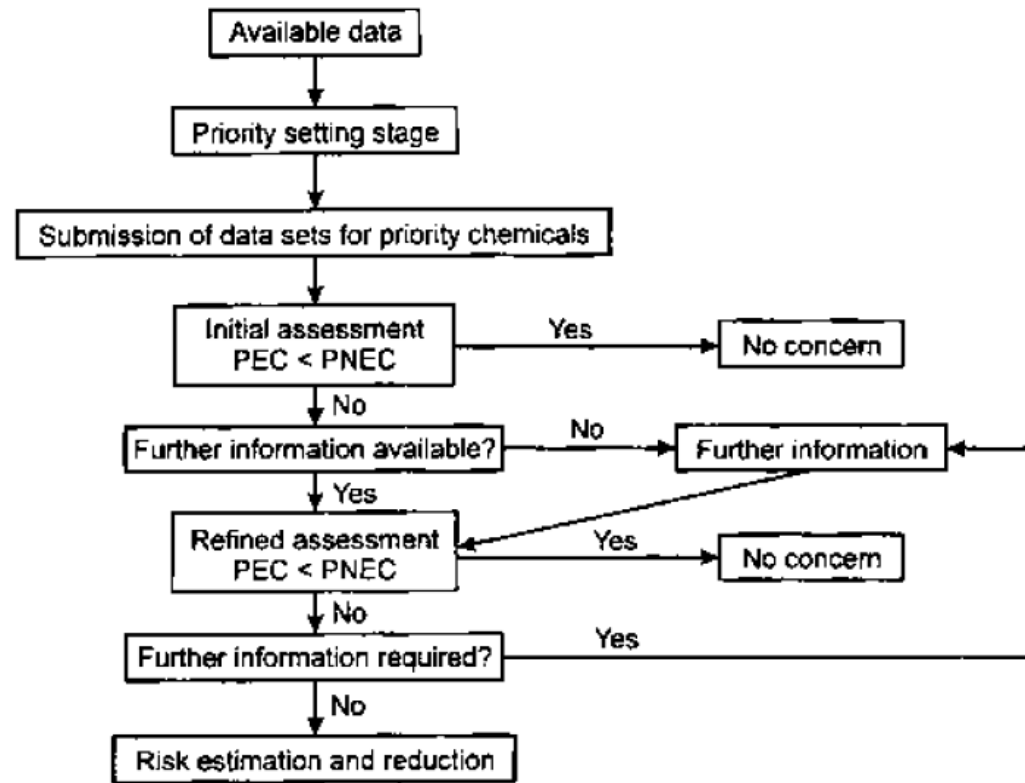 Available data
Priority setting stage
Submission of data sets for priority chemicals
Initial assessment
PEC < PNEC
Yes
No concern
No
Further information available?
No
Further information
Yes
Refined assessment
PEC < PNEC
Yes
No concern
No
Further information required?
Yes
No
Risk estimation and reduction